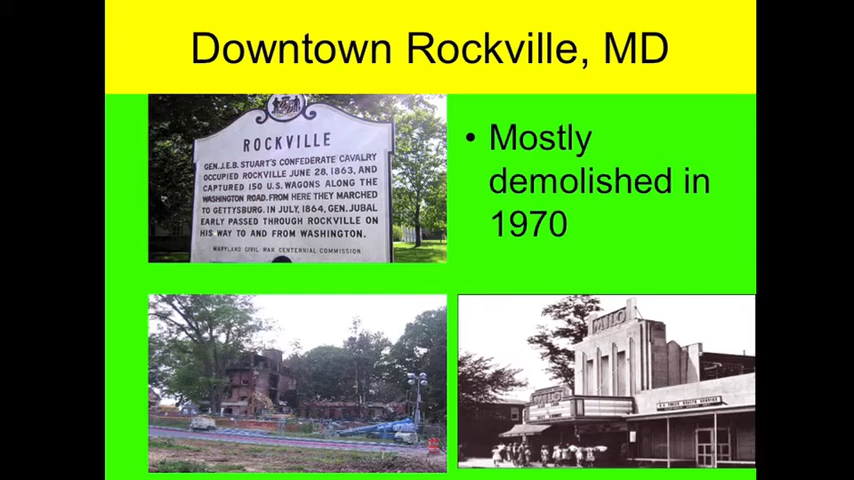 Downtown Rockville, MD
ROCKVILLE
GEN. J.E.B. STUART'S CONFEDERATE CAVALRY
OCCUPIED ROCKVILLE JUNE 28, 1863, AND
CAPTURED 150 U.S. WAGONS ALONG THE
WASHINGTON ROAD. FROM HERE THEY MARCHED
TO GETTYSBURG. IN JULY, 1864, GEN. JUBAL
EARLY PASSED THROUGH ROCKVILLE ON
HIS WAY TO AND FROM WASHINGTON.
MARYLAND CIVIL WAR CENTENNIAL COMMISSION
• Mostly
demolished in
1970
MILO
MILO